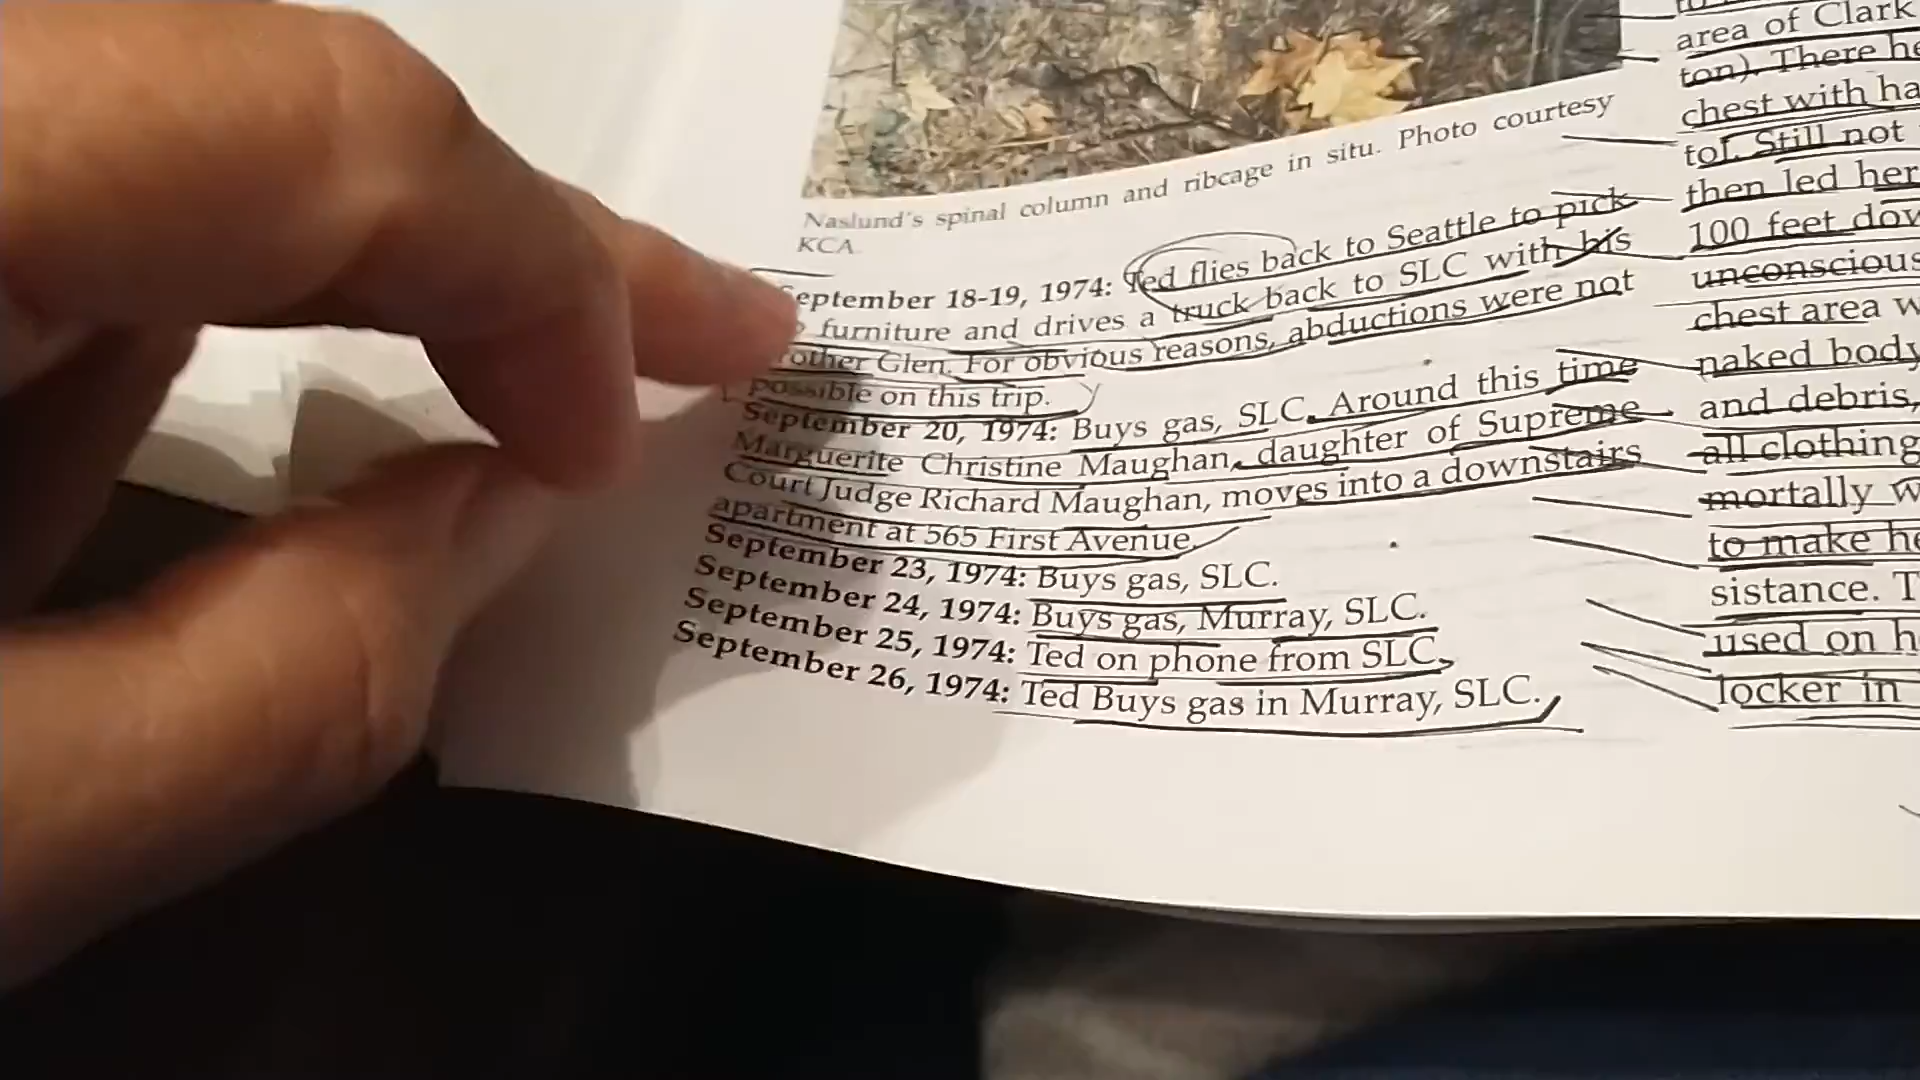 Naslund's spinal column and ribcage in situ. Photo courtesy
KCA.
eptember 18-19, 1974: Ted flies back to Seattle to pick
furniture and drives a truck back to SLC with his
rother Glen. For obvious reasons, abductions were not
possible on this trip.
September 20, 1974: Buys gas, SLC. Around this time
Marguerite Christine Maughan, daughter of Supreme
Court Judge Richard Maughan, moves into a downstairs
apartment at 565 First Avenue.
September 23, 1974: Buys gas, SLC.
September 24, 1974: Buys gas, Murray, SLC.
September 25, 1974: Ted on phone from SLC.
September 26, 1974: Ted Buys gas in Murray, SLC.
area of Clark
ton). There he
chest with ha
tol. Still not
then led her
100 feet dow
unconscious
chest area w
naked body
and debris,
all clothing
mortally w
to make he
sistance. T
used on h
locker in